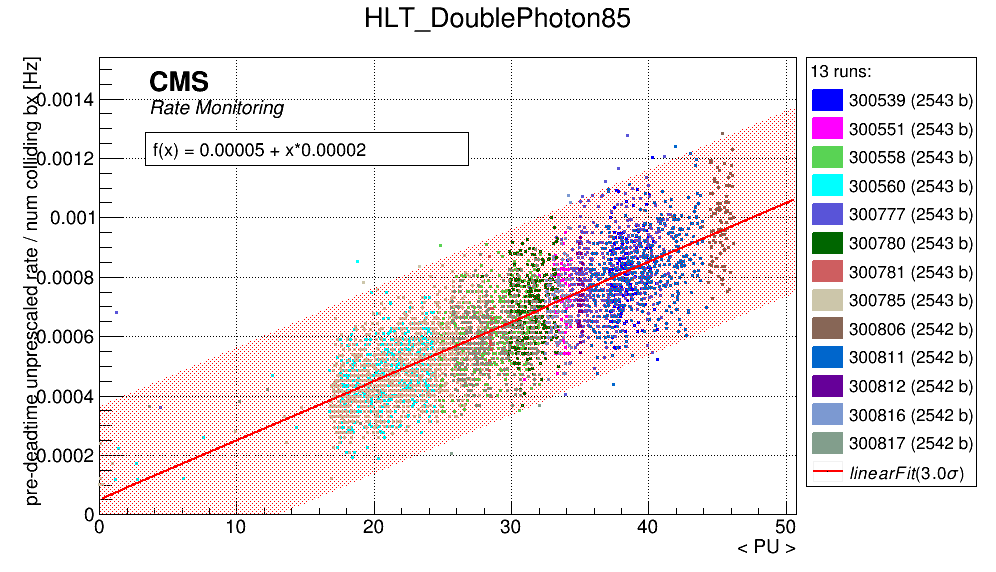 HLT_DoublePhoton85
pre-deadtime unprescaled rate / num colliding bx [Hz]
CMS
Rate Monitoring
f(x) = 0.00005 + x*0.00002
0.0014
0.0012
0.001
0.0008
0.0006
0.0004
0.0002
0
0 10 20 30 40 50
< PU >
13 runs:
300539 (2543 b)
300551 (2543 b)
300558 (2543 b)
300560 (2543 b)
300777 (2543 b)
300780 (2543 b)
300781 (2543 b)
300785 (2543 b)
300806 (2542 b)
300811 (2542 b)
300812 (2542 b)
300816 (2542 b)
300817 (2542 b)
linearFit(3.0σ)